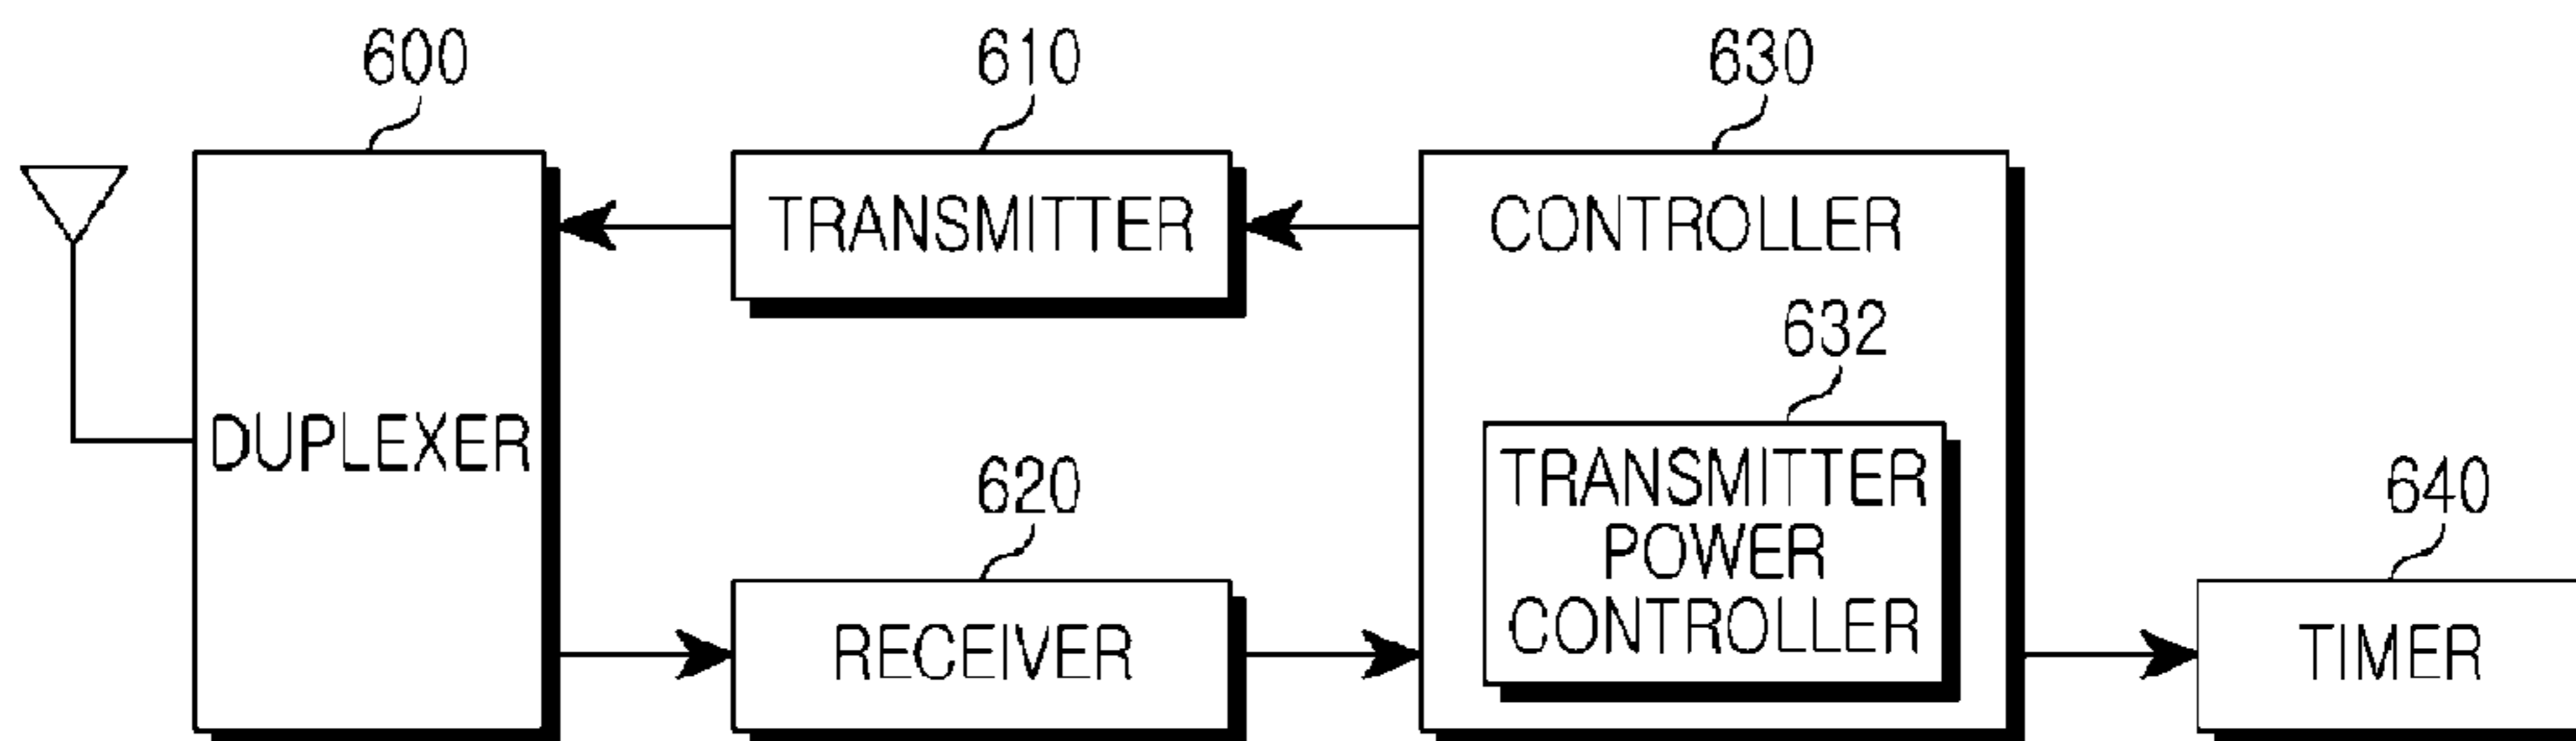 600
610
630
TRANSMITTER
CONTROLLER
632
DUPLEXER
TRANSMITTER
POWER
CONTROLLER
620
640
RECEIVER
TIMER